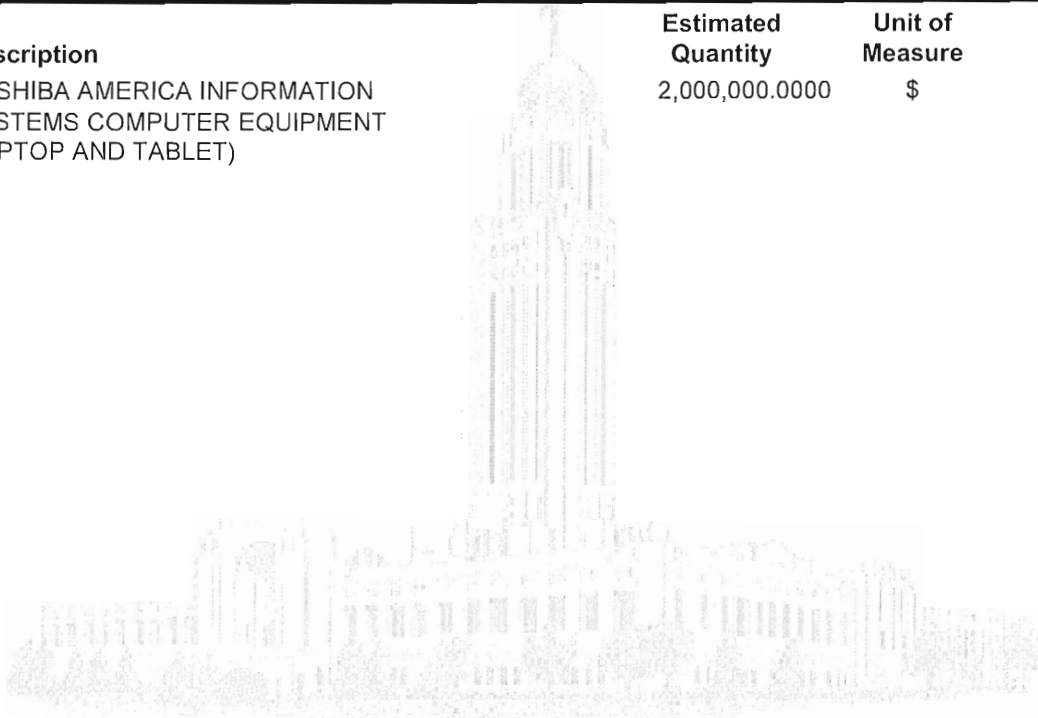 Estimated Unit of
scription Quantity Measure
SHIBA AMERICA INFORMATION 2,000,000.0000 $
STEMS COMPUTER EQUIPMENT
PTOP AND TABLET)